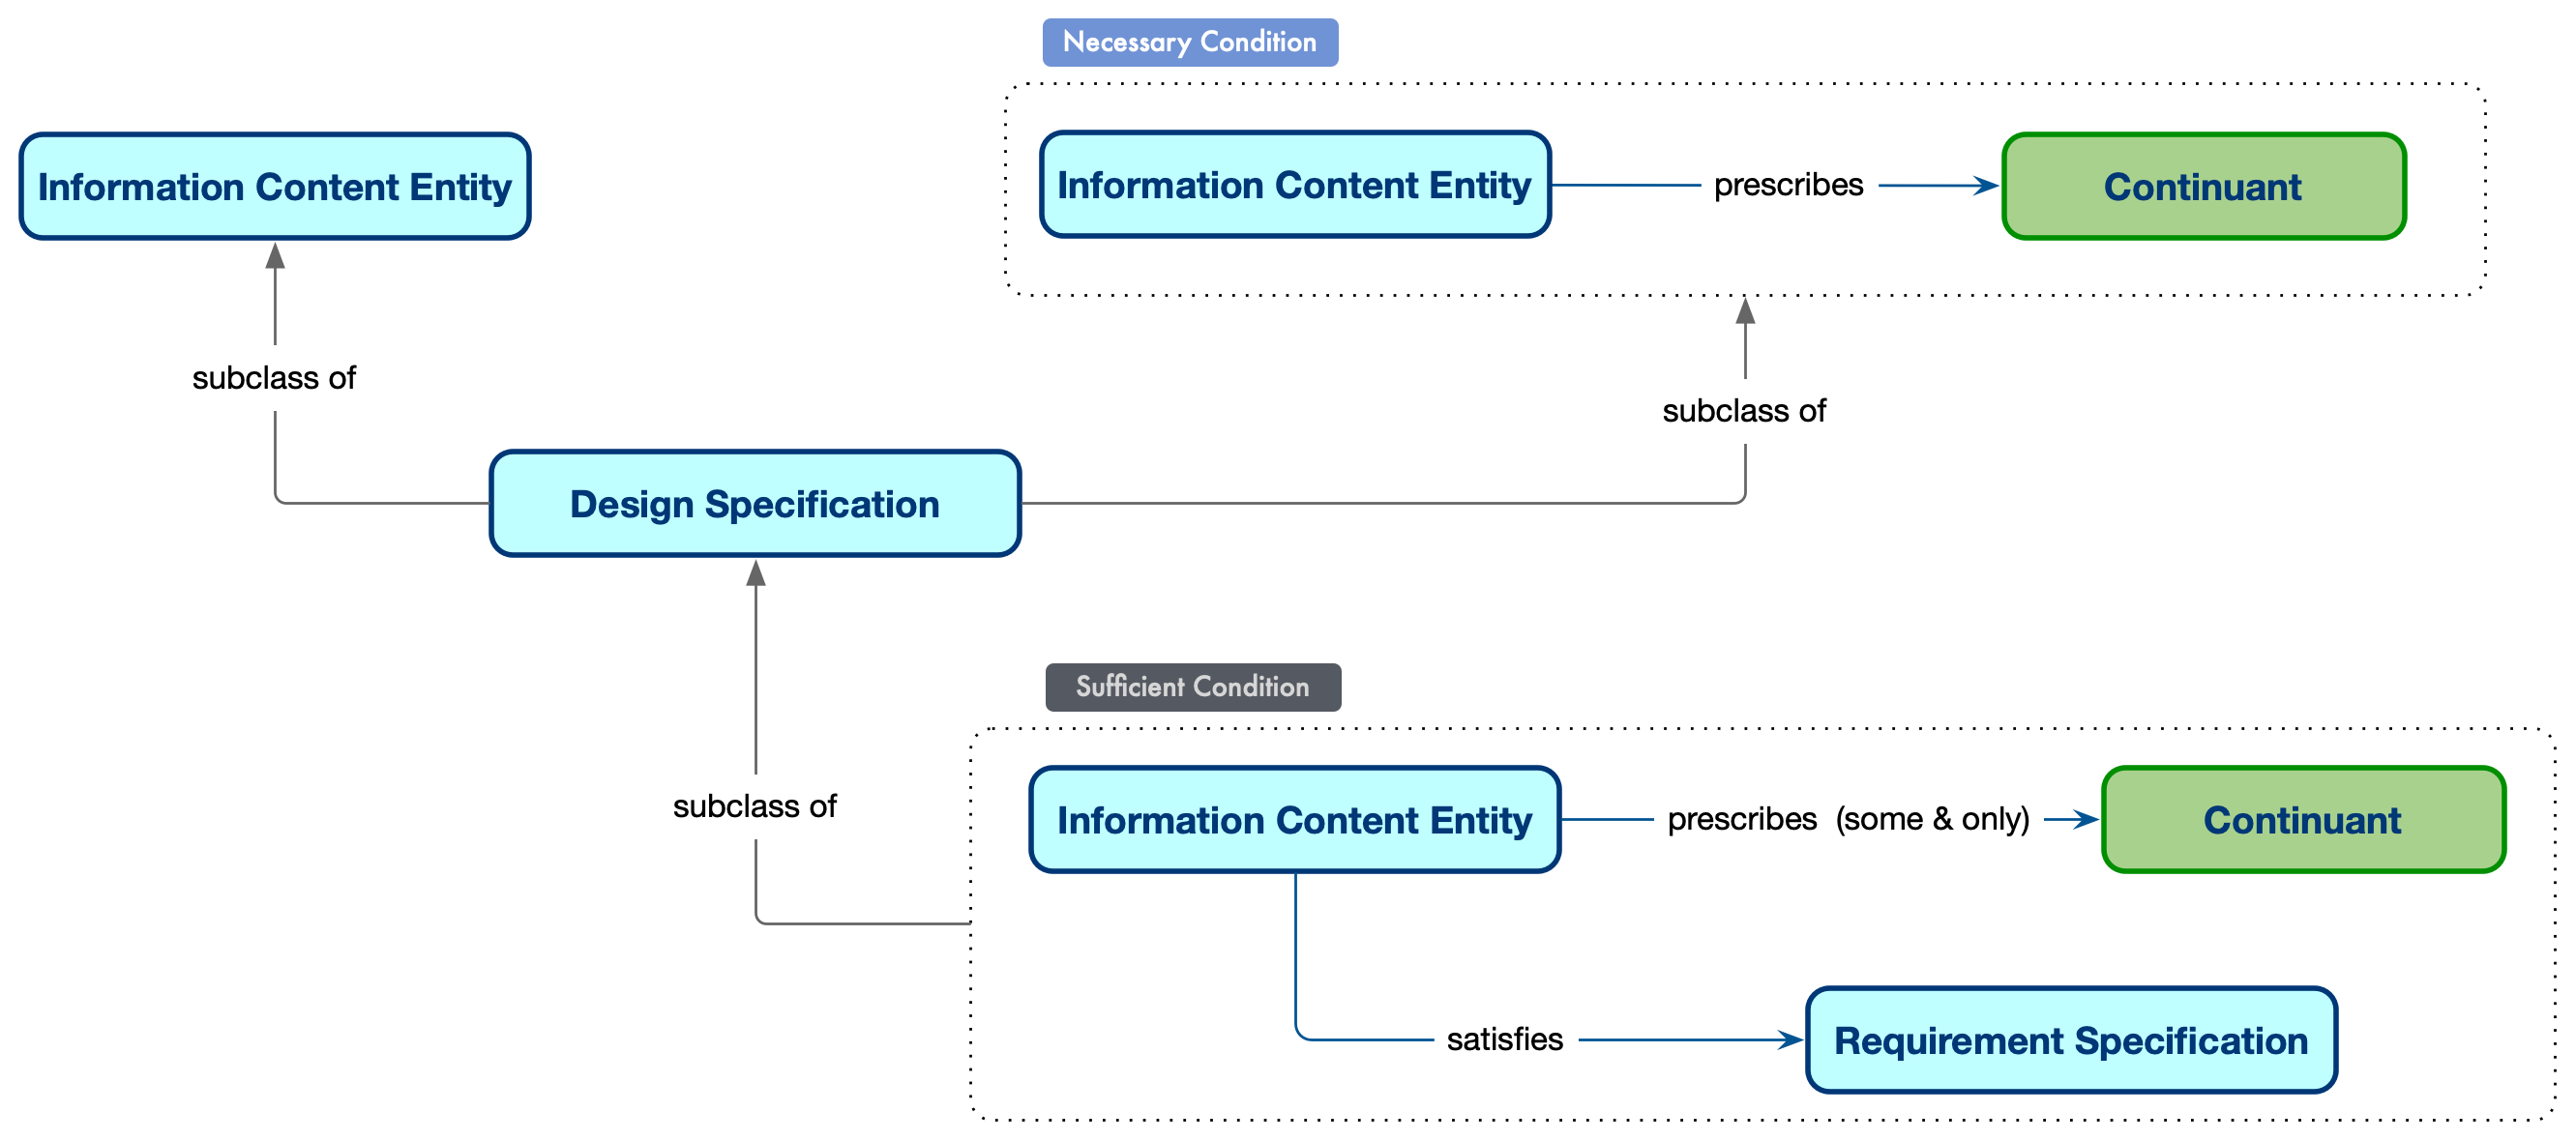 Necessary Condition
Information Content Entity
Information Content Entity
prescribes
Continuant
subclass of
subclass of
Design Specification
Sufficient Condition
subclass of
Information Content Entity
prescribes (some & only)
Continuant
satisfies
Requirement Specification